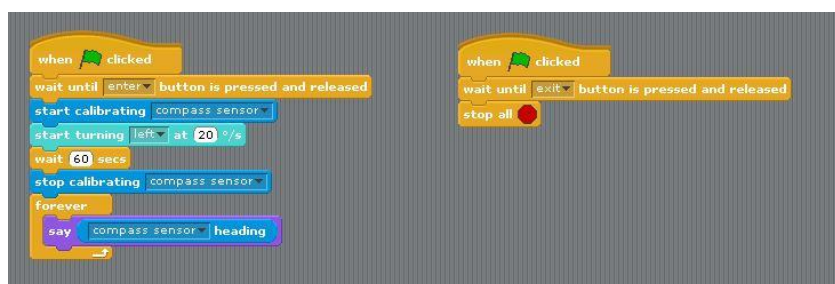 when clicked
wait until enter button is pressed and released
start calibrating compass sensor
start turning left at 20 °/s
wait 60 secs
stop calibrating compass sensor
forever
say compass sensor heading
when clicked
wait until exit button is pressed and released
stop all